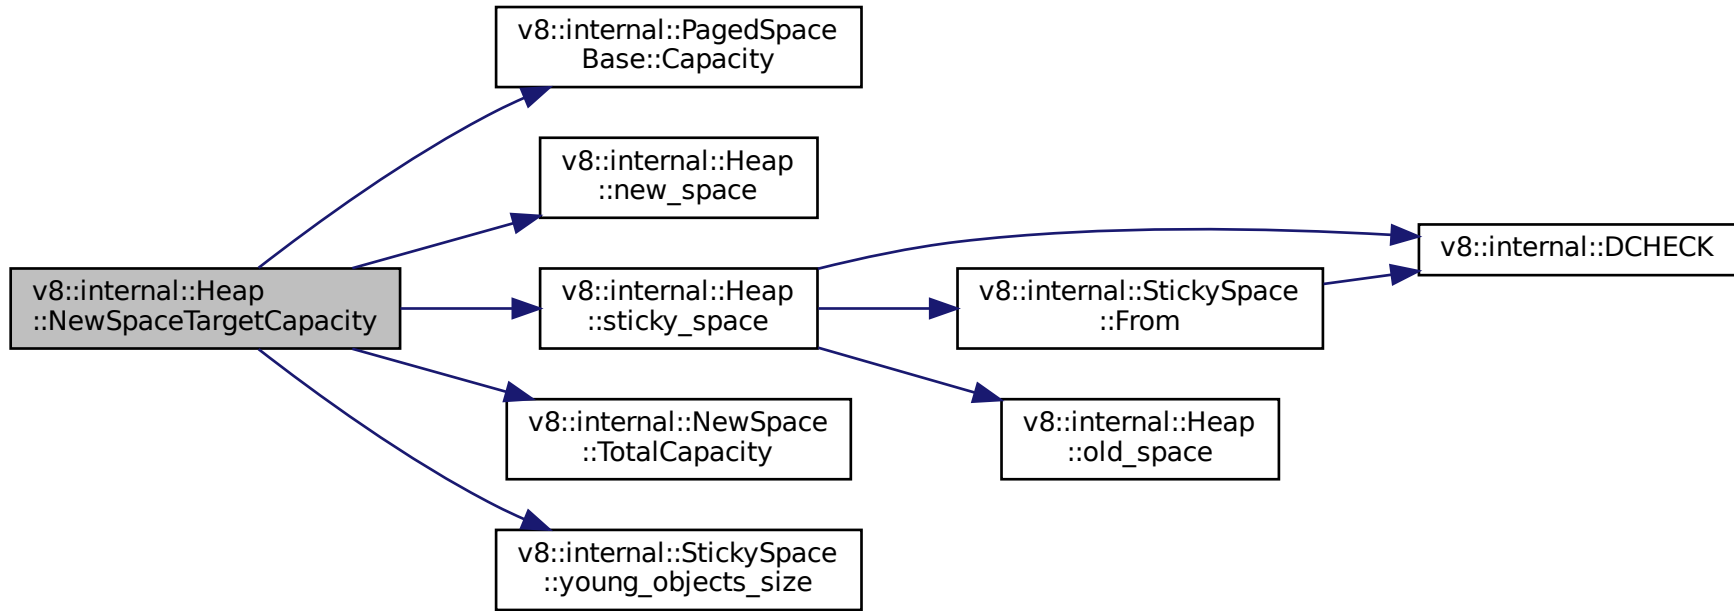 v8::internal::PagedSpace
Base::Capacity
v8::internal::Heap
::new_space
v8::internal::Heap
::NewSpaceTargetCapacity
v8::internal::Heap
::sticky_space
v8::internal::StickySpace
::From
v8::internal::DCHECK
v8::internal::NewSpace
::TotalCapacity
v8::internal::Heap
::old_space
v8::internal::StickySpace
::young_objects_size